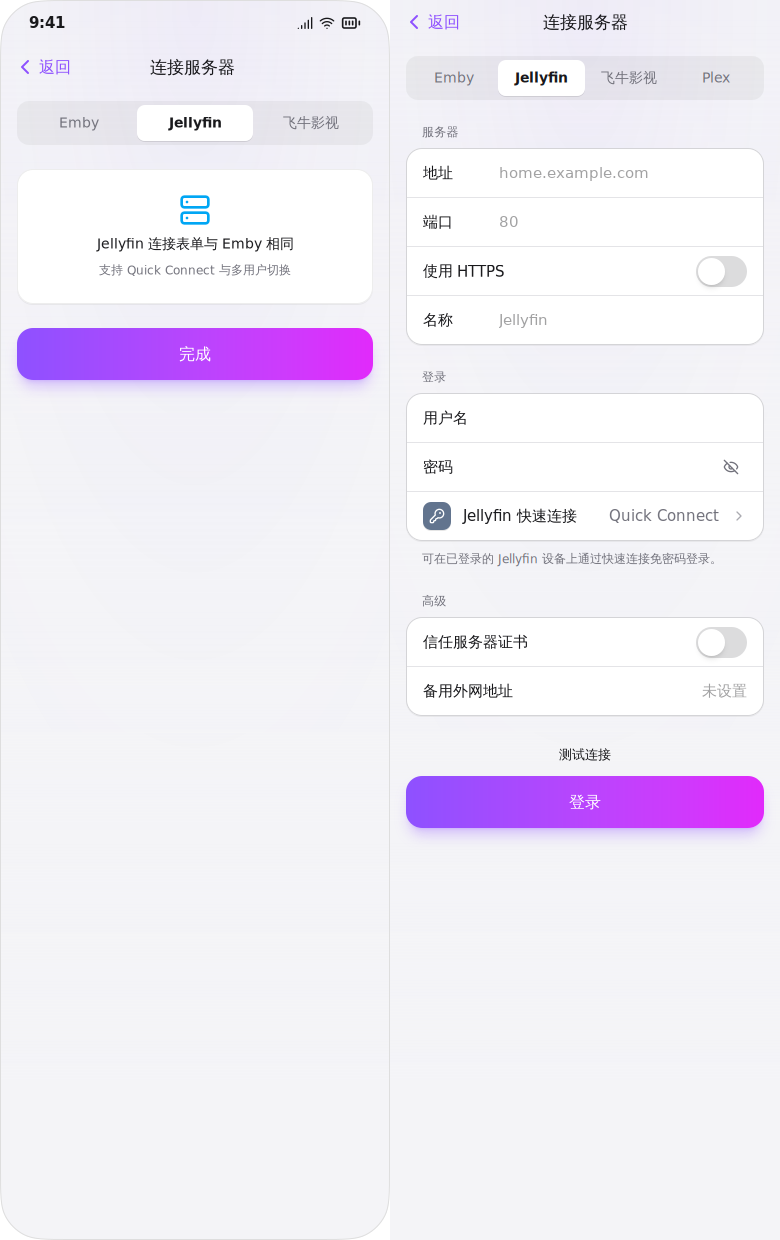 9:41
返回
连接服务器
Emby
Jellyfin
飞牛影视
Jellyfin 连接表单与 Emby 相同
支持 Quick Connect 与多用户切换
完成
返回
连接服务器
Emby
Jellyfin
飞牛影视
Plex
服务器
地址 home.example.com
端口 80
使用 HTTPS
名称 Jellyfin
登录
用户名
密码
Jellyfin 快速连接 Quick Connect
可在已登录的 Jellyfin 设备上通过快速连接免密码登录。
高级
信任服务器证书
备用外网地址 未设置
测试连接
登录